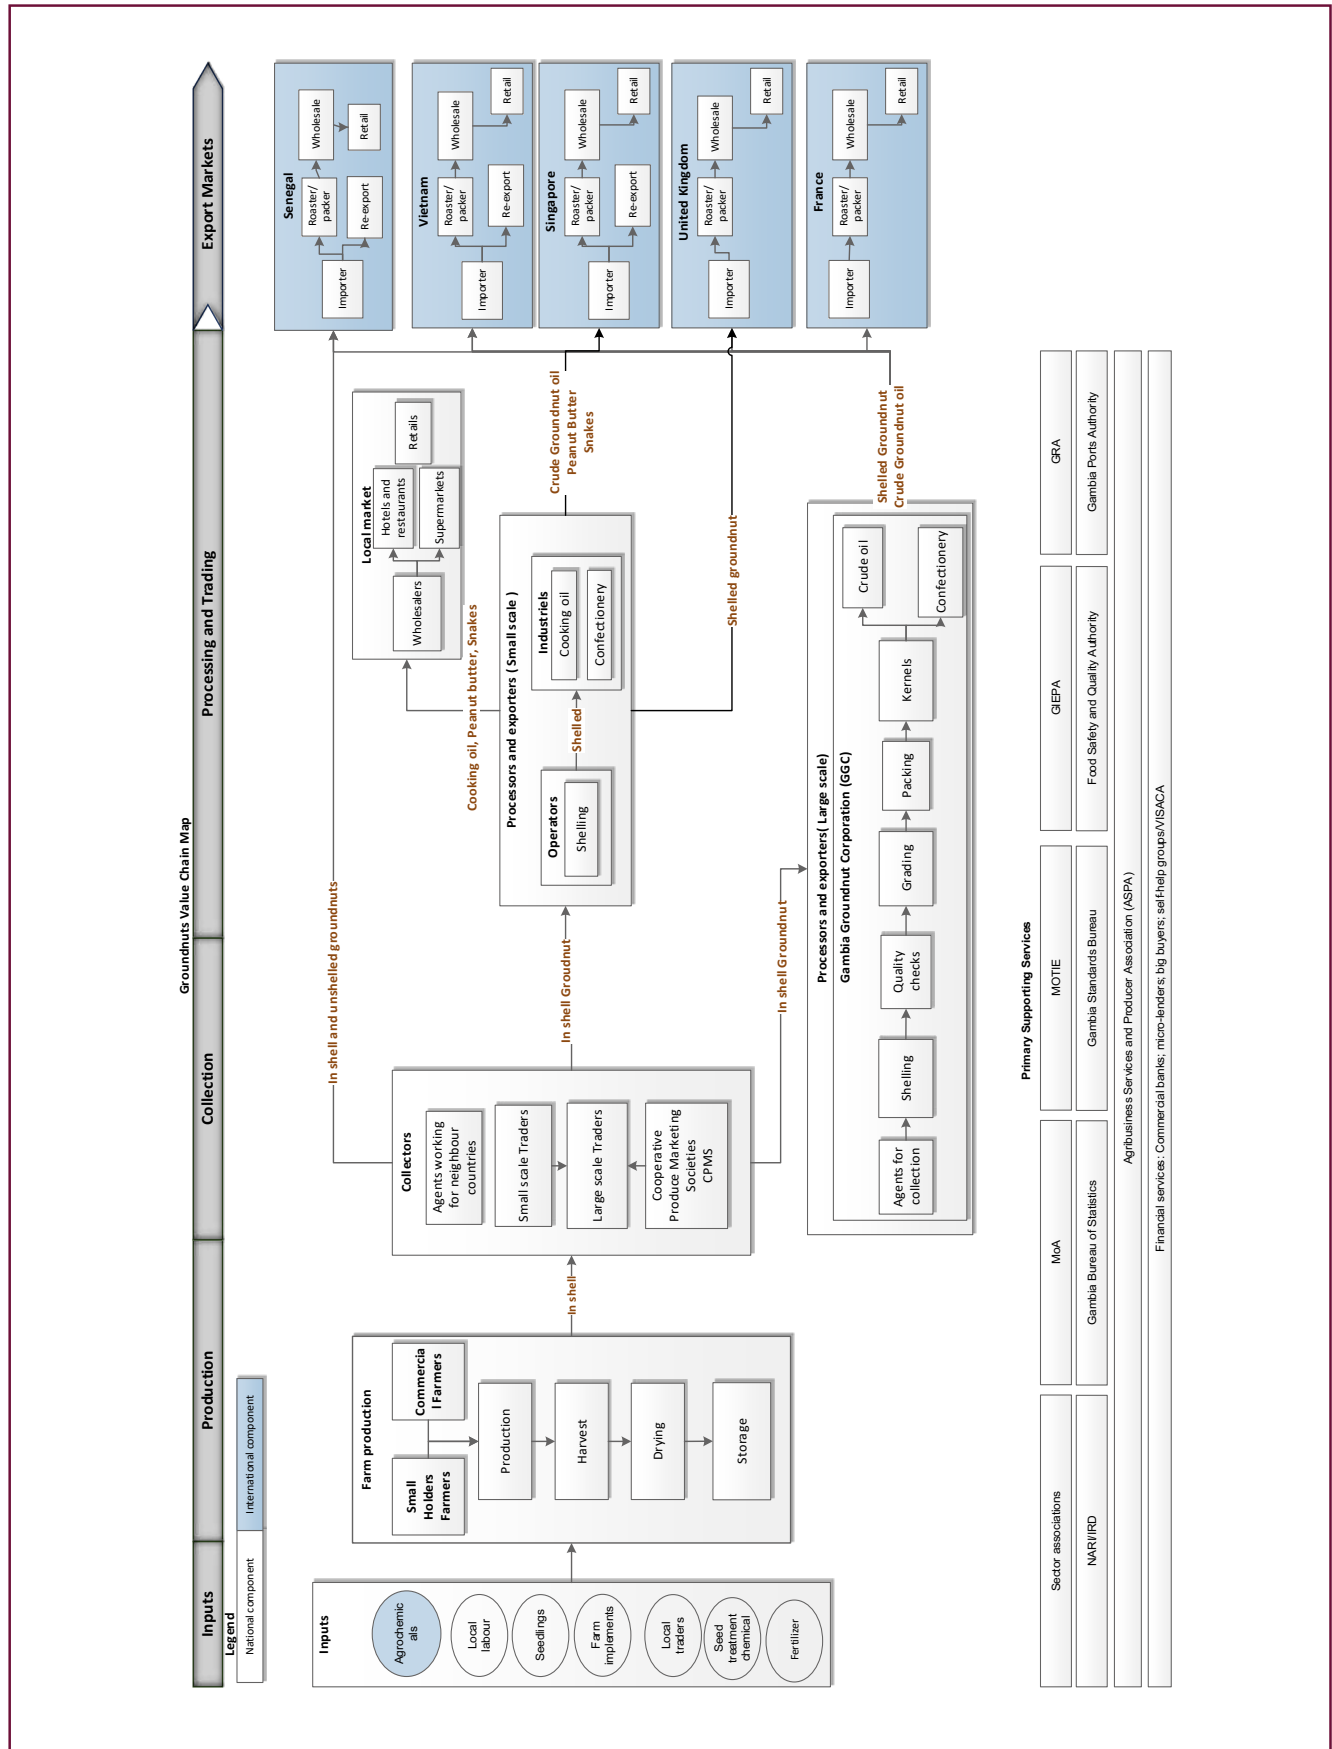 Groundnuts Value Chain Map
Inputs
Production
Collection
Processing and Trading
Export Markets
Legend
National component
International component
Inputs
Agrochemic
als
Local
labour
Seedlings
Farm
implements
Local
traders
Seed
treatment
chemical
Fertilizer
Farm production
Small
Holders
Farmers
Commercia
l Farmers
Production
Harvest
Drying
Storage
In shell
Collectors
Agents working
for neighbour
countries
Small scale Traders
Large scale Traders
Cooperative
Produce Marketing
Societies
CPMS
In shell and unshelled groundnuts
In shell Groudnut
In shell Groundnut
Processors and exporters ( Small scale )
Operators
Shelling
Shelled
Industriels
Cooking oil
Confectionery
Cooking oil, Peanut butter, Snakes
Local market
Wholesalers
Hotels and
restaurants
Supermarkets
Retails
Crude Groundnut oil
Peanut Butter
Snakes
Shelled groundnut
Processors and exporters( Large scale)
Gambia Groundnut Corporation (GGC)
Agents for
collection
Shelling
Quality
checks
Grading
Packing
Kernels
Crude oil
Confectionery
Shelled Groundnut
Crude Groundnut oil
Senegal
Importer
Roaster/
packer
Re-export
Wholesale
Retail
Vietnam
Importer
Roaster/
packer
Re-export
Wholesale
Retail
Singapore
Importer
Roaster/
packer
Re-export
Wholesale
Retail
United Kingdom
Importer
Roaster/
packer
Wholesale
Retail
France
Importer
Roaster/
packer
Wholesale
Retail
Primary Supporting Services
Sector associations
MoA
MOTIE
GIEPA
GRA
NARI/IRD
Gambia Bureau of Statistics
Gambia Standards Bureau
Food Safety and Quality Authority
Gambia Ports Authority
Agribusiness Services and Producer Association (ASPA)
Financial services: Commercial banks; micro-lenders; big buyers; self-help groups/VISACA